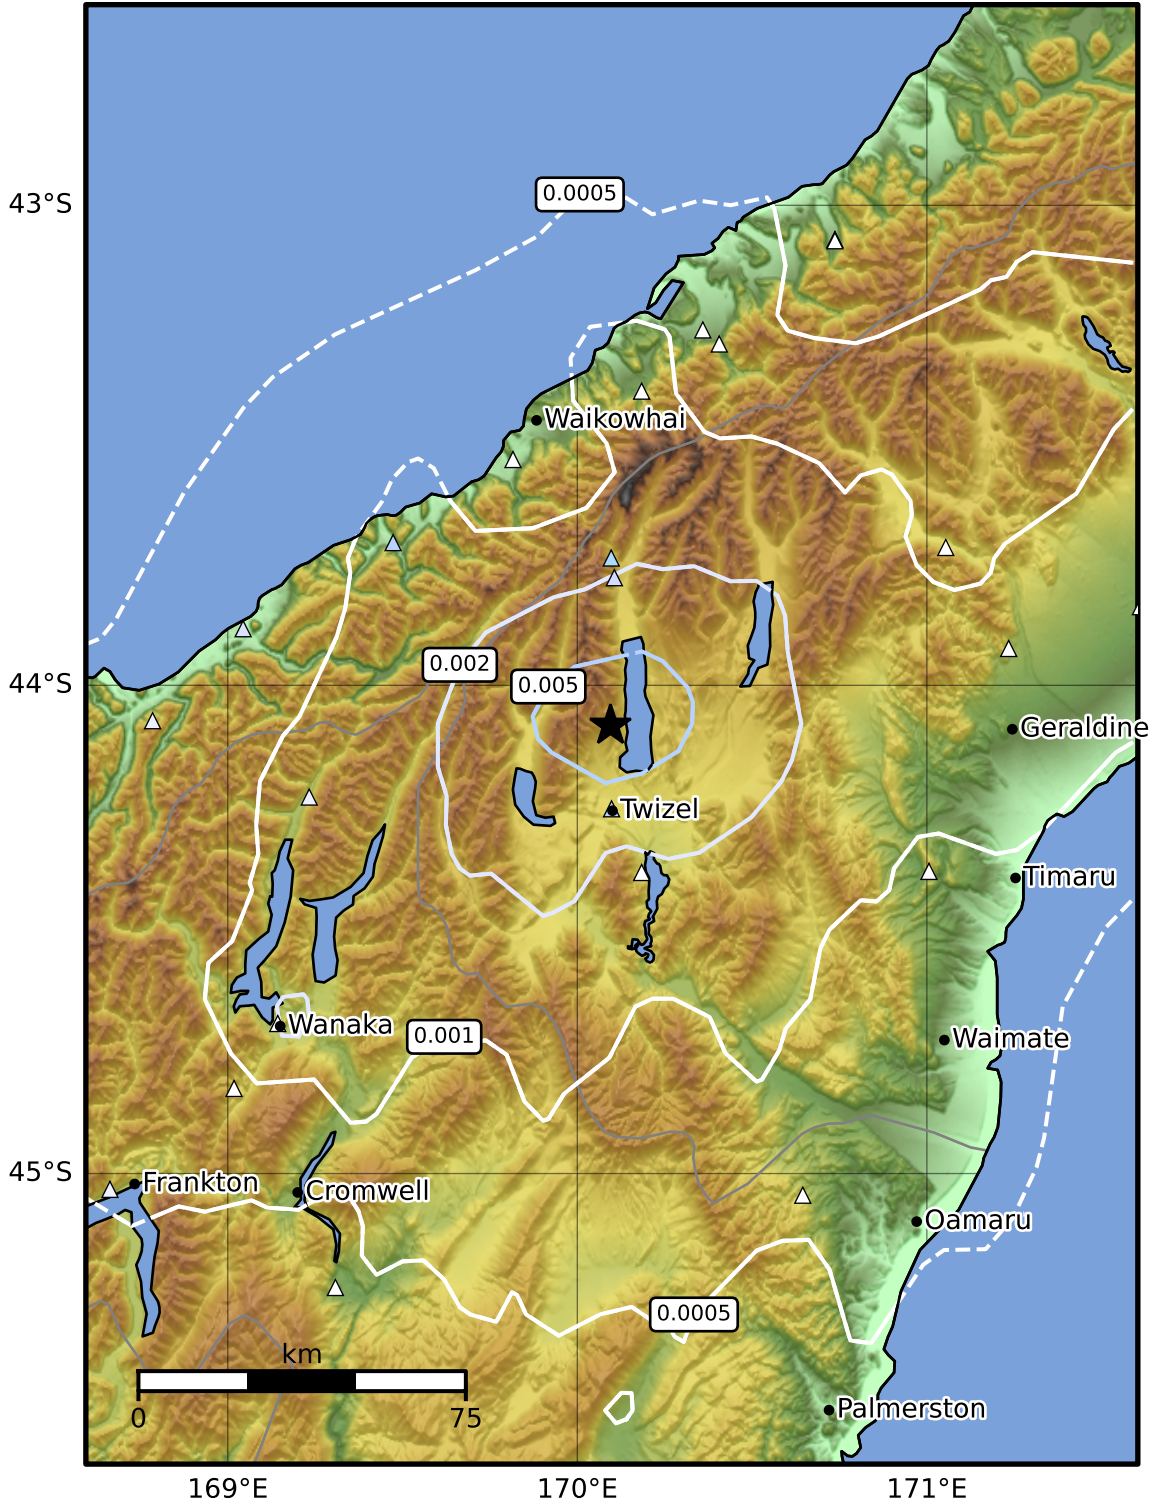 43°S
0.0005
Waikowhai
0.002
0.005
44°S
Geraldine
Twizel
Timaru
Wanaka
0.001
Waimate
45°S
Frankton
Cromwell
Oamaru
0.0005
km
0 75
Palmerston
169°E 170°E 171°E